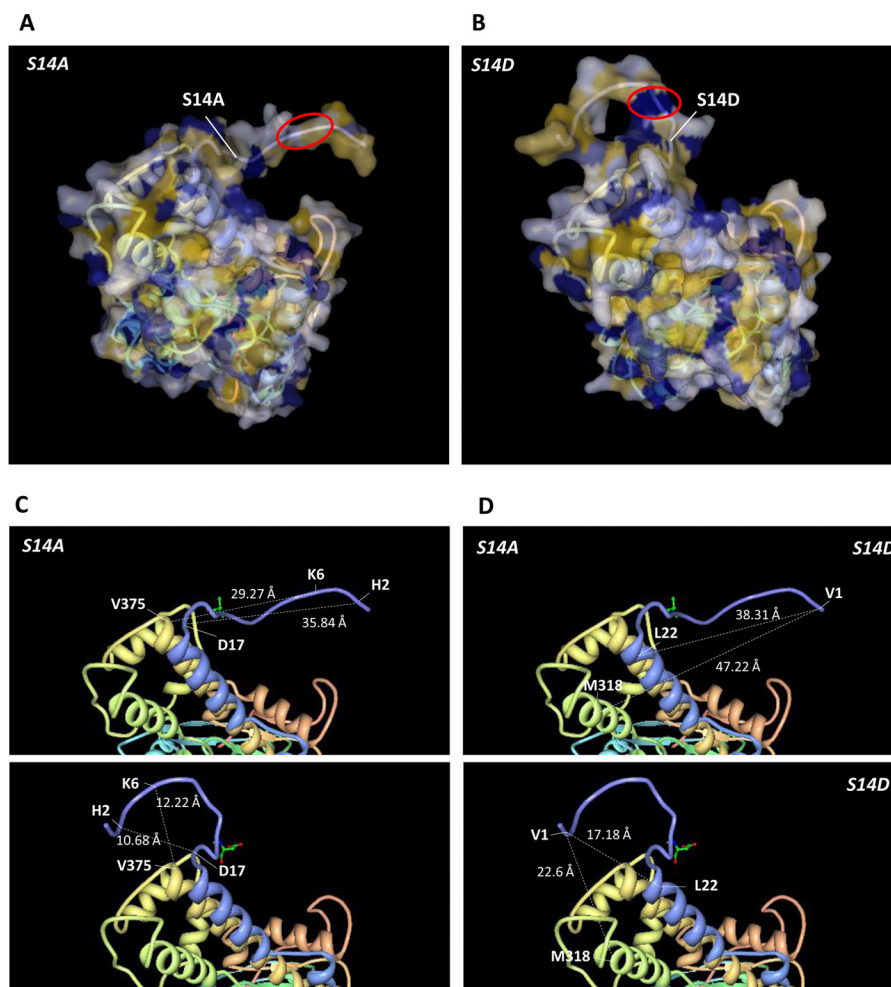 A
B
S14A
S14D
S14A
S14D
C
D
S14A
S14A
S14D
K6
H2
V375
29.27 Å
35.84 Å
D17
V1
38.31 Å
L22
47.22 Å
M318
K6
12.22 Å
H2
10.68 Å
V375
D17
S14D
V1
17.18 Å
22.6 Å
L22
M318